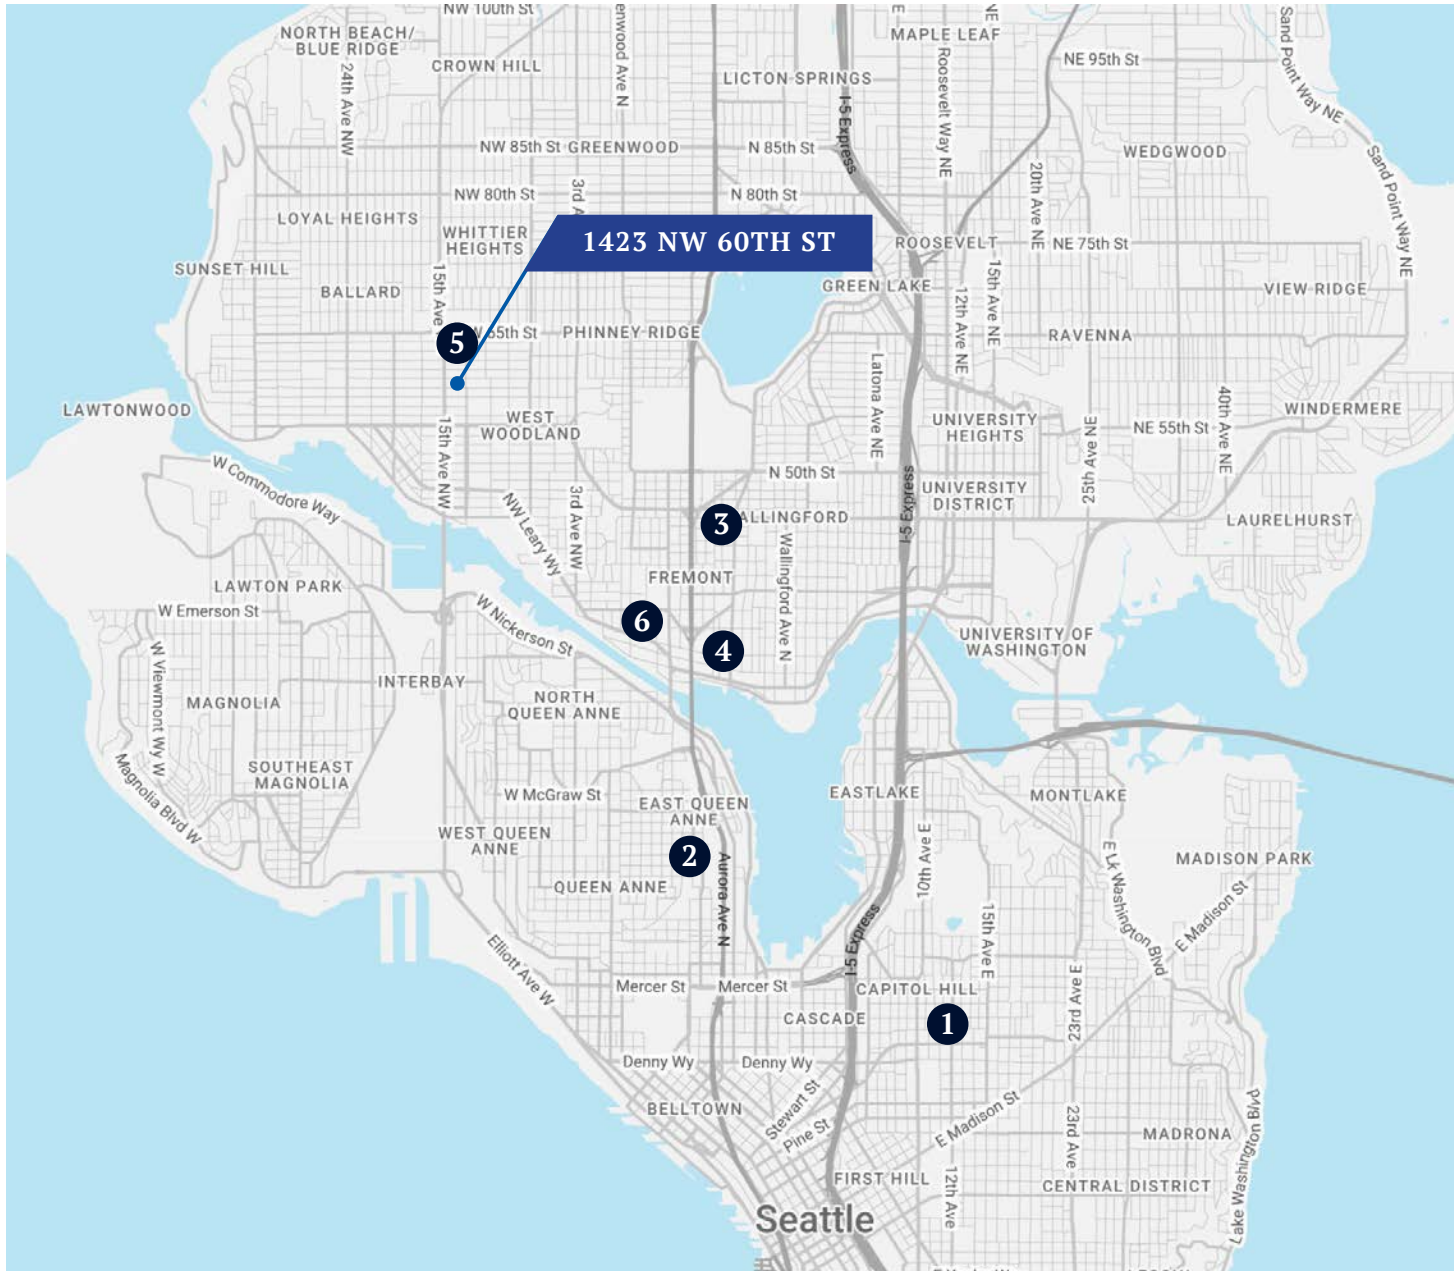 NW 100th St
NORTH BEACH/
BLUE RIDGE
CROWN HILL
24th Ave NW
enwood Ave N
LICTON SPRINGS
NE
MAPLE LEAF
Roosevelt Way NE
I-5 Express
NE 95th St
Sand Point Way NE
NW 85th St
GREENWOOD
N 85th St
WEDGWOOD
Sand Point Way NE
NW 80th St
3rd A
N 80th St
20th Ave NE
LOYAL HEIGHTS
WHITTIER
HEIGHTS
1423 NW 60TH ST
ROOSEVELT
NE 75th St
SUNSET HILL
BALLARD
15th Ave
GREEN LAKE
12th Ave NE
15th Ave NE
VIEW RIDGE
5
65th St
PHINNEY RIDGE
RAVENNA
Latona Ave NE
LAWTONWOOD
15th Ave NW
WEST
WOODLAND
UNIVERSITY
HEIGHTS
25th Ave NE
NE 55th St
40th Ave NE
WINDERMERE
W Commodore Way
NW Leary Wy
3rd Ave NW
N 50th St
I-5 Express
UNIVERSITY
DISTRICT
3
ALLINGFORD
LAURELHURST
Wallingford Ave N
LAWTON PARK
FREMONT
W Emerson St
W Nickerson St
6
4
UNIVERSITY OF
WASHINGTON
W Viewmont Wy W
MAGNOLIA
INTERBAY
NORTH
QUEEN ANNE
SOUTHEAST
MAGNOLIA
Magnolia Blvd W
W McGraw St
EAST QUEEN
ANNE
EASTLAKE
MONTLAKE
WEST QUEEN
ANNE
2
Aurora Ave N
10th Ave E
E Lk Washington Blvd
MADISON PARK
QUEEN ANNE
E Madison St
Elliott Ave W
I-5 Express
15th Ave E
23rd Ave E
Mercer St
Mercer St
CAPITOL HILL
CASCADE
1
Denny Wy
Denny Wy
BELLTOWN
Stewart St
Pine St
E Madison St
23rd Ave
MADRONA
Lake Washington Blvd
FIRST HILL
12th Ave
CENTRAL DISTRICT
Seattle